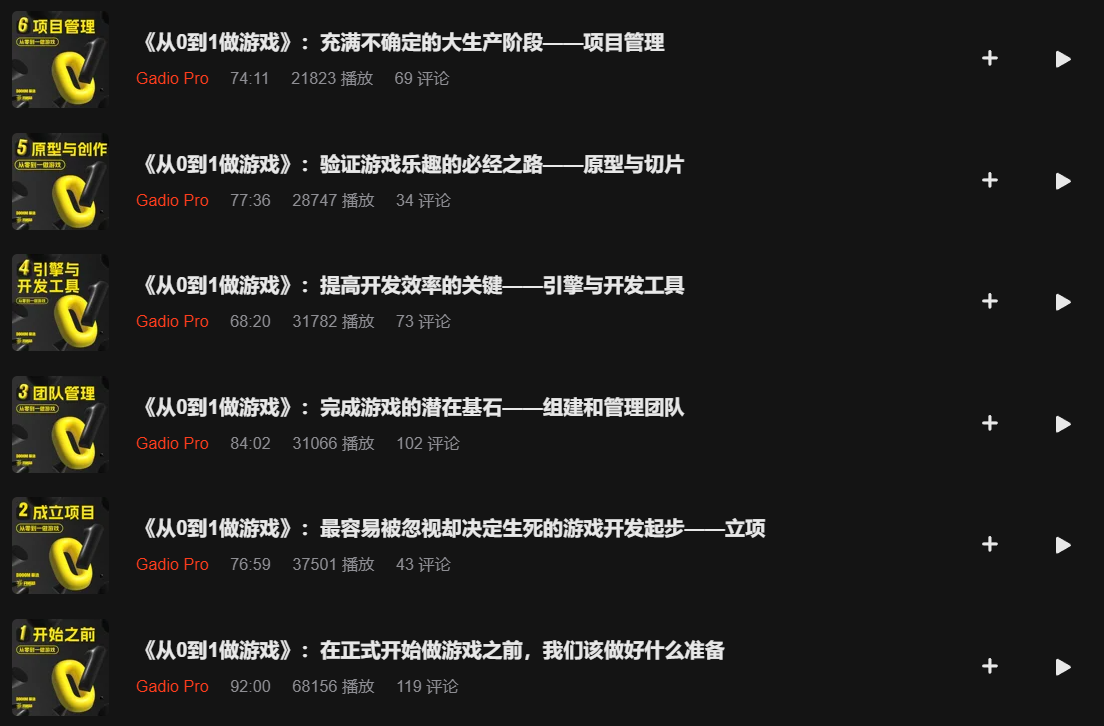 6 项目管理
从零到一做游戏
《从0到1做游戏》：充满不确定的大生产阶段——项目管理
Gadio Pro 74:11 21823 播放 69 评论
5 原型与创作
从零到一做游戏
《从0到1做游戏》：验证游戏乐趣的必经之路——原型与切片
Gadio Pro 77:36 28747 播放 34 评论
4 引擎与
开发工具
从零到一做游戏
《从0到1做游戏》：提高开发效率的关键——引擎与开发工具
Gadio Pro 68:20 31782 播放 73 评论
3 团队管理
从零到一做游戏
《从0到1做游戏》：完成游戏的潜在基石——组建和管理团队
Gadio Pro 84:02 31066 播放 102 评论
2 成立项目
从零到一做游戏
《从0到1做游戏》：最容易被忽视却决定生死的游戏开发起步——立项
Gadio Pro 76:59 37501 播放 43 评论
1 开始之前
从零到一做游戏
《从0到1做游戏》：在正式开始做游戏之前，我们该做好什么准备
Gadio Pro 92:00 68156 播放 119 评论